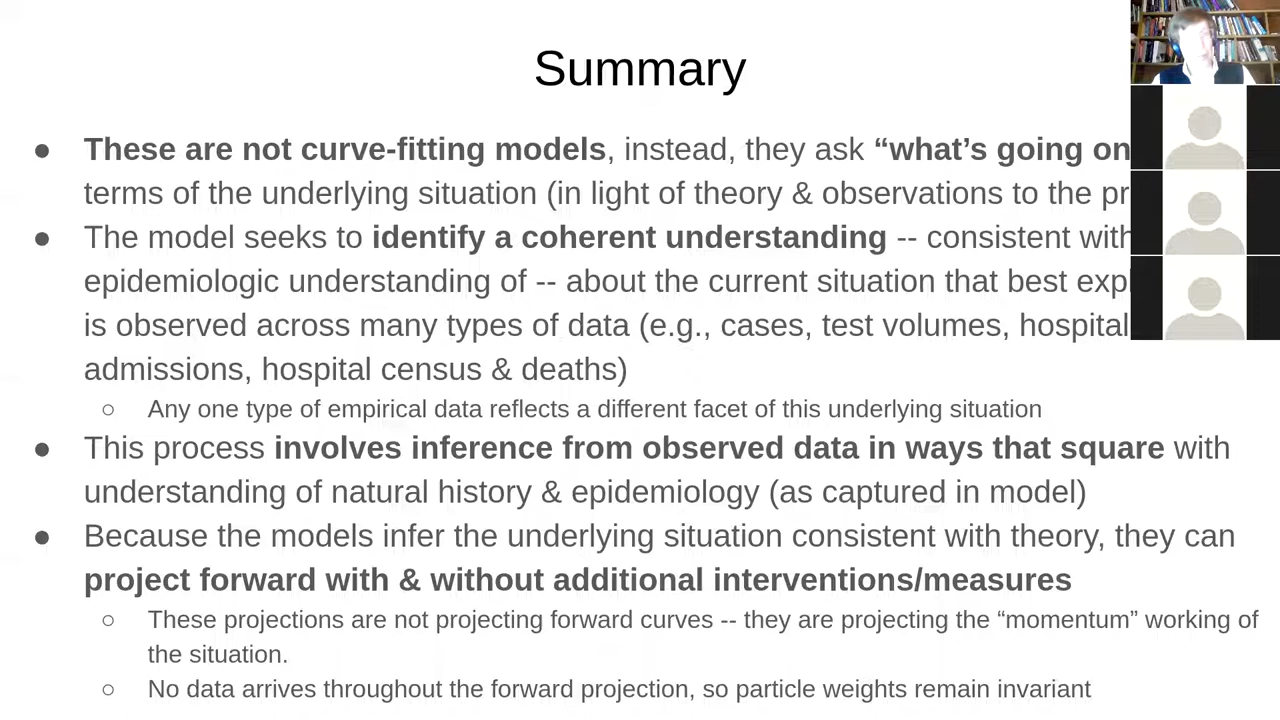 Summary
● These are not curve-fitting models, instead, they ask “what’s going on
terms of the underlying situation (in light of theory & observations to the pr
● The model seeks to identify a coherent understanding -- consistent with
epidemiologic understanding of -- about the current situation that best expl
is observed across many types of data (e.g., cases, test volumes, hospital
admissions, hospital census & deaths)
○ Any one type of empirical data reflects a different facet of this underlying situation
● This process involves inference from observed data in ways that square with
understanding of natural history & epidemiology (as captured in model)
● Because the models infer the underlying situation consistent with theory, they can
project forward with & without additional interventions/measures
○ These projections are not projecting forward curves -- they are projecting the “momentum” working of
the situation.
○ No data arrives throughout the forward projection, so particle weights remain invariant